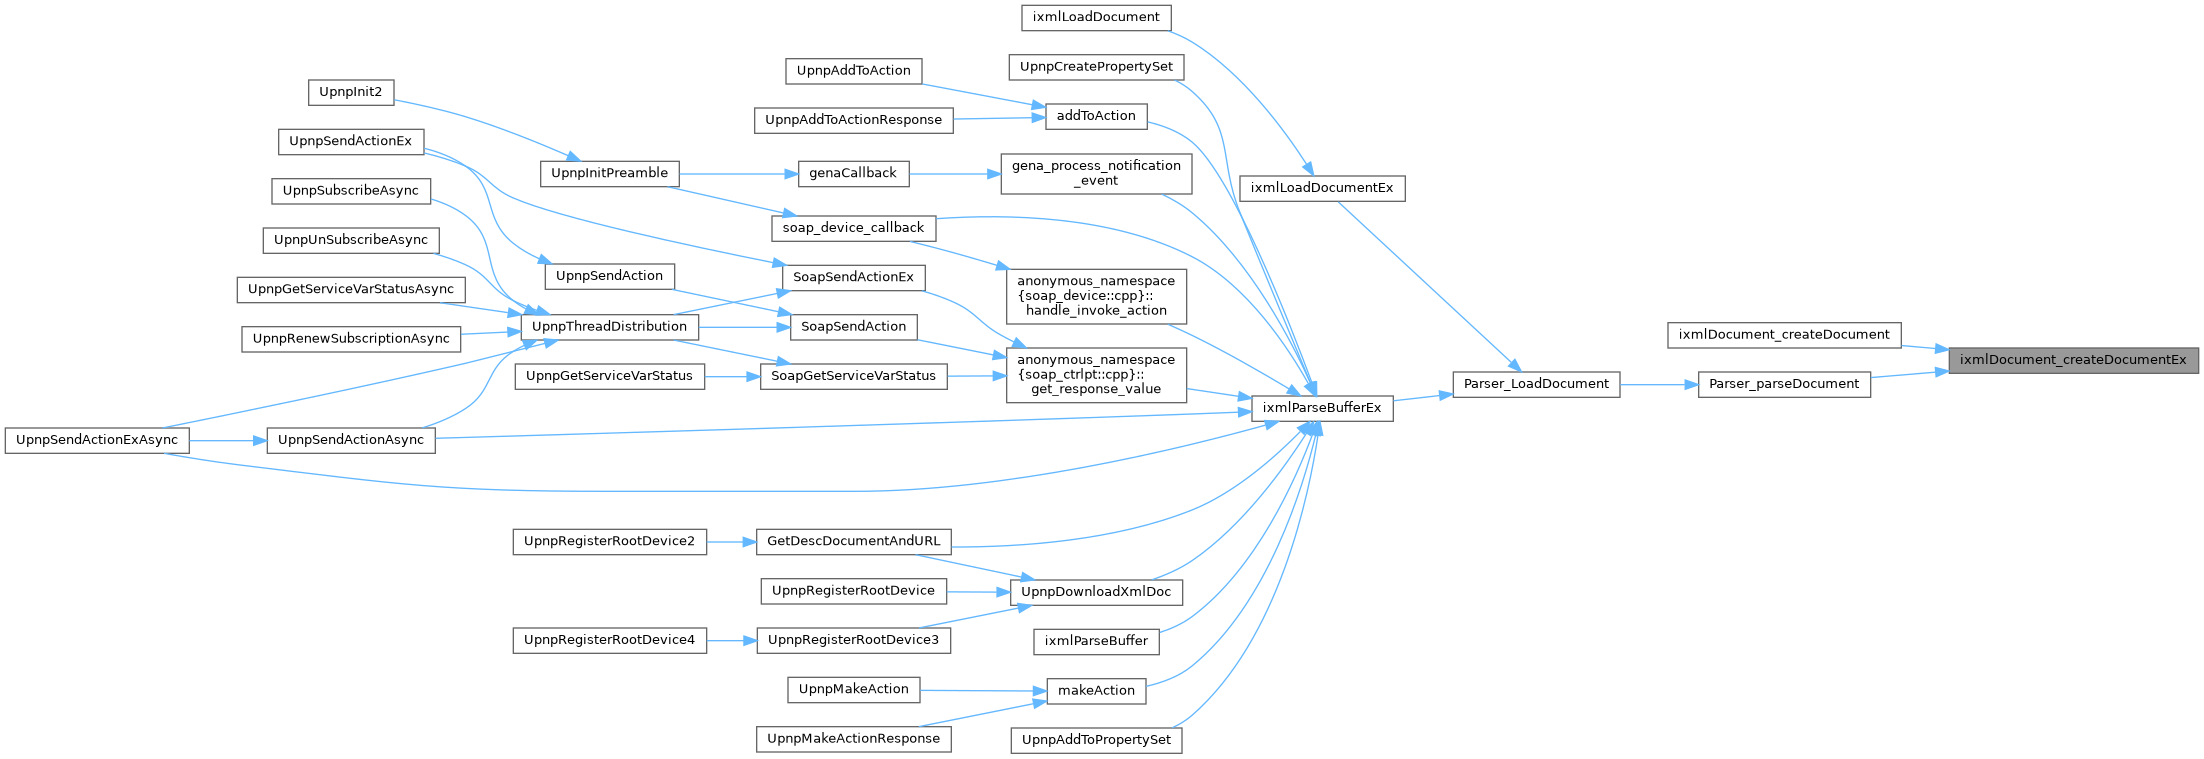 ixmlLoadDocument
UpnpCreatePropertySet
UpnpAddToAction
UpnpInit2
addToAction
UpnpAddToActionResponse
UpnpSendActionEx
gena_process_notification
_event
genaCallback
UpnpInitPreamble
ixmlLoadDocumentEx
UpnpSubscribeAsync
soap_device_callback
UpnpUnSubscribeAsync
UpnpSendAction
SoapSendActionEx
anonymous_namespace
{soap_device::cpp}::
handle_invoke_action
UpnpGetServiceVarStatusAsync
UpnpThreadDistribution
SoapSendAction
UpnpRenewSubscriptionAsync
ixmlDocument_createDocument
ixmlDocument_createDocumentEx
anonymous_namespace
{soap_ctrlpt::cpp}::
get_response_value
UpnpGetServiceVarStatus
SoapGetServiceVarStatus
Parser_LoadDocument
Parser_parseDocument
ixmlParseBufferEx
UpnpSendActionExAsync
UpnpSendActionAsync
UpnpRegisterRootDevice2
GetDescDocumentAndURL
UpnpRegisterRootDevice
UpnpDownloadXmlDoc
UpnpRegisterRootDevice4
UpnpRegisterRootDevice3
ixmlParseBuffer
UpnpMakeAction
makeAction
UpnpMakeActionResponse
UpnpAddToPropertySet